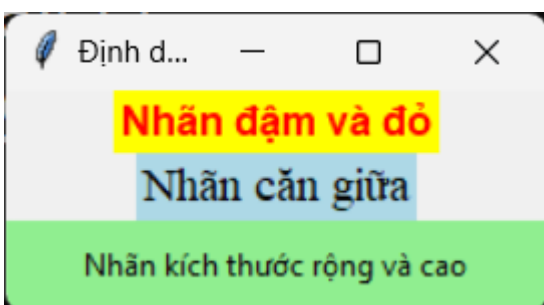 Định d...
Nhãn đậm và đỏ
Nhãn căn giữa
Nhãn kích thước rộng và cao